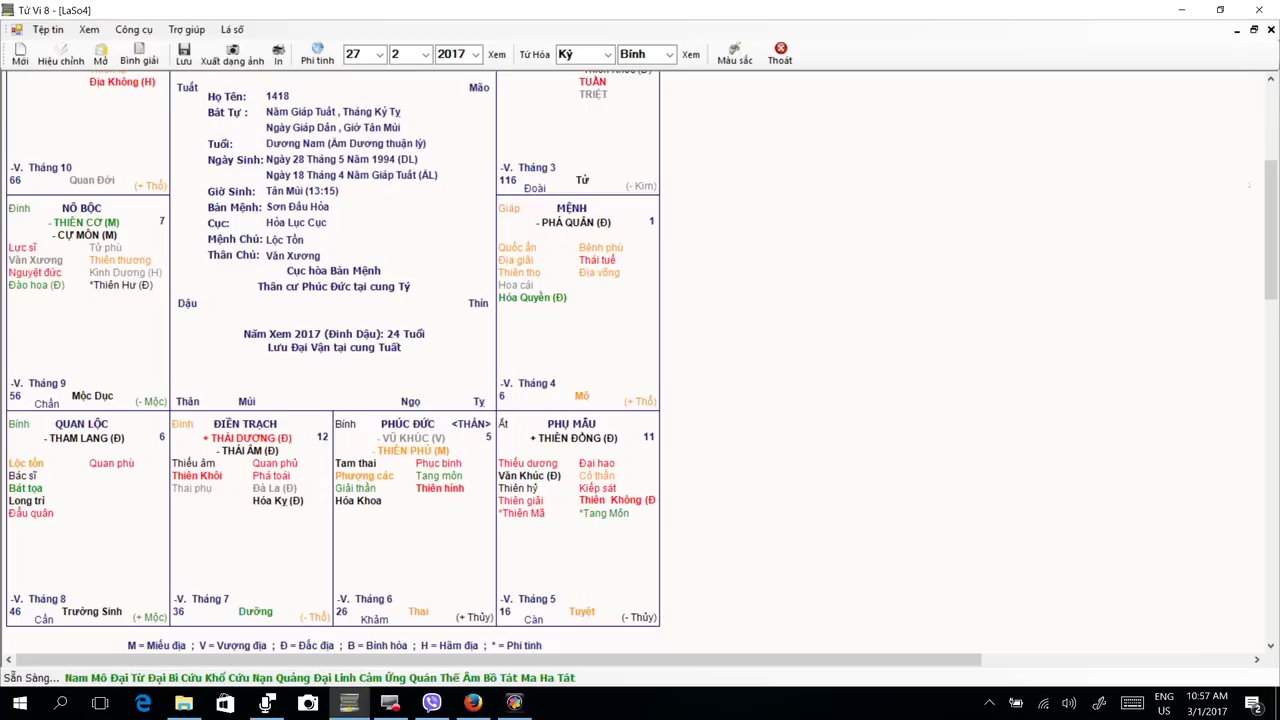 Tử Vi 8 - [LaSo4]
Tệp tin Xem Công cụ Trợ giúp Lá số
Mới Hiệu chỉnh Mở Bình giải Lưu Xuất dạng ảnh In Phi tinh 27 2 2017 Xem Tứ Hóa Kỷ Bính Xem Màu sắc Thoát
Địa Không (H)
-V. Tháng 10
66 Quan Đới (+ Thổ)
Tuất Mão
Họ Tên: 1418
Bát Tự : Năm Giáp Tuất , Tháng Kỷ Tỵ
Ngày Giáp Dần , Giờ Tân Mùi
Tuổi: Dương Nam (Âm Dương thuận lý)
Ngày Sinh: Ngày 28 Tháng 5 Năm 1994 (DL)
Ngày 18 Tháng 4 Năm Giáp Tuất (ÂL)
Giờ Sinh: Tân Mùi (13:15)
Bản Mệnh: Sơn Đầu Hỏa
Cục: Hỏa Lục Cục
Mệnh Chủ: Lộc Tồn
Thân Chủ: Văn Xương
Cục hòa Bản Mệnh
Thân cư Phúc Đức tại cung Tý
Dậu Thìn
Năm Xem 2017 (Đinh Dậu): 24 Tuổi
Lưu Đại Vận tại cung Tuất
Thân Mùi Ngọ Tỵ
TUẦN
TRIỆT
-V. Tháng 3
116 Đoài Tử (- Kim)
Đinh NÔ BỘC
- THIÊN CƠ (M) 7
- CỰ MÔN (M)
Lực sĩ Tử phù
Văn Xương Thiên thương
Nguyệt đức Kình Dương (H)
Đào hoa (Đ) *Thiên Hư (Đ)
-V. Tháng 9
56 Chấn Mộc Dục (- Mộc)
Giáp MỆNH
- PHÁ QUÂN (Đ) 1
Quốc ấn Bệnh phù
Địa giải Thái tuế
Thiên thọ Địa võng
Hoa cái
Hóa Quyền (Đ)
-V. Tháng 4
6 Mộ (+ Thổ)
Bính QUAN LỘC
- THAM LANG (Đ) 6
Lộc tồn Quan phù
Bác sĩ
Bát tọa
Long trì
Đẩu quân
-V. Tháng 8
46 Cấn Trường Sinh (+ Mộc)
Đinh ĐIỀN TRẠCH
+ THÁI DƯƠNG (Đ) 12
- THÁI ÂM (Đ)
Thiếu âm Quan phủ
Thiên Khôi Phá toái
Thai phụ Đà La (Đ)
Hóa Kỵ (Đ)
-V. Tháng 7
36 Dưỡng (- Thổ)
Bính PHÚC ĐỨC <THÂN>
- VŨ KHÚC (V) 5
- THIÊN PHỦ (M)
Tam thai Phục binh
Phượng các Tang môn
Giải thần Thiên hình
Hóa Khoa
-V. Tháng 6
26 Khảm Thai (+ Thủy)
Ất PHỤ MẪU
+ THIÊN ĐỒNG (Đ) 11
Thiếu dương Đại hao
Văn Khúc (Đ) Cô thần
Thiên hỷ Kiếp sát
Thiên giải Thiên Không (Đ
*Thiên Mã *Tang Môn
-V. Tháng 5
16 Càn Tuyệt (- Thủy)
M = Miếu địa ; V = Vượng địa ; Đ = Đắc địa ; B = Bình hòa ; H = Hãm địa ; * = Phi tinh
Sẵn Sàng... Nam Mô Đại Từ Đại Bi Cứu Khổ Cứu Nạn Quảng Đại Linh Cảm Ứng Quán Thế Âm Bồ Tát Ma Ha Tát
ENG 10:57 AM
US 3/1/2017